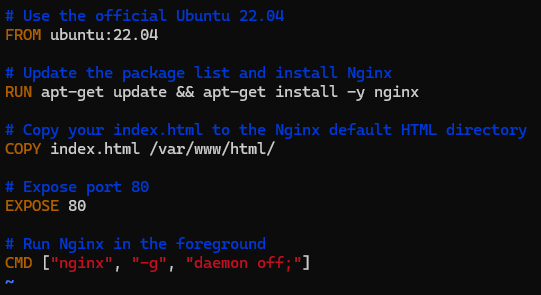 # Use the official Ubuntu 22.04
FROM ubuntu:22.04
# Update the package list and install Nginx
RUN apt-get update && apt-get install -y nginx
# Copy your index.html to the Nginx default HTML directory
COPY index.html /var/www/html/
# Expose port 80
EXPOSE 80
# Run Nginx in the foreground
CMD ["nginx", "-g", "daemon off;"]
~